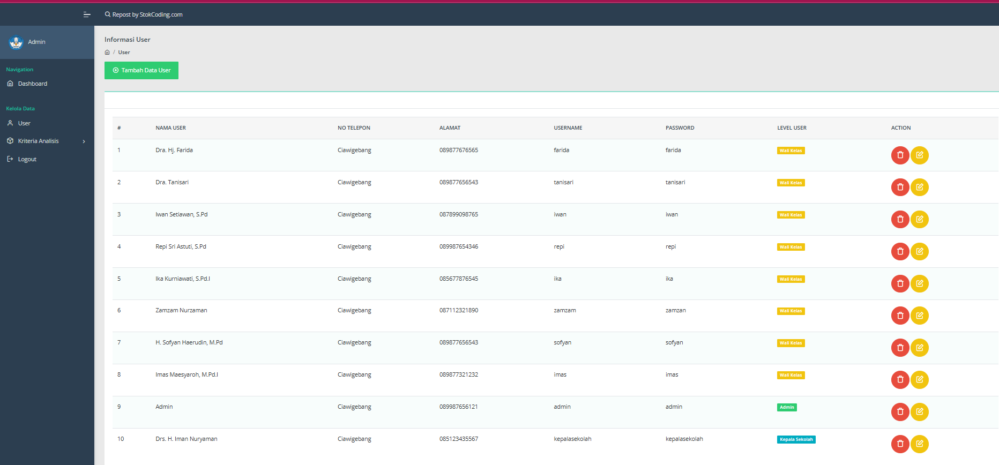 Repost by StokCoding.com
Admin
Navigation
Dashboard
Kelola Data
User
Kriteria Analisis
Logout
Informasi User
/ User
Tambah Data User
# NAMA USER NO TELEPON ALAMAT USERNAME PASSWORD LEVEL USER ACTION
1 Dra. Hj. Farida Ciawigebang 089877676565 farida farida Wali Kelas
2 Dra. Tanisari Ciawigebang 089877656543 tanisari tanisari Wali Kelas
3 Iwan Setiawan, S.Pd Ciawigebang 087899098765 iwan iwan Wali Kelas
4 Repi Sri Astuti, S.Pd Ciawigebang 089987654346 repi repi Wali Kelas
5 Ika Kurniawati, S.Pd.I Ciawigebang 085677876545 ika ika Wali Kelas
6 Zamzam Nurzaman Ciawigebang 087112321890 zamzam zamzan Wali Kelas
7 H. Sofyan Haerudin, M.Pd Ciawigebang 089877656543 sofyan sofyan Wali Kelas
8 Imas Maesyaroh, M.Pd.I Ciawigebang 089877321232 imas imas Wali Kelas
9 Admin Ciawigebang 089987656121 admin admin Admin
10 Drs. H. Iman Nuryaman Ciawigebang 085123435567 kepalasekolah kepalasekolah Kepala Sekolah